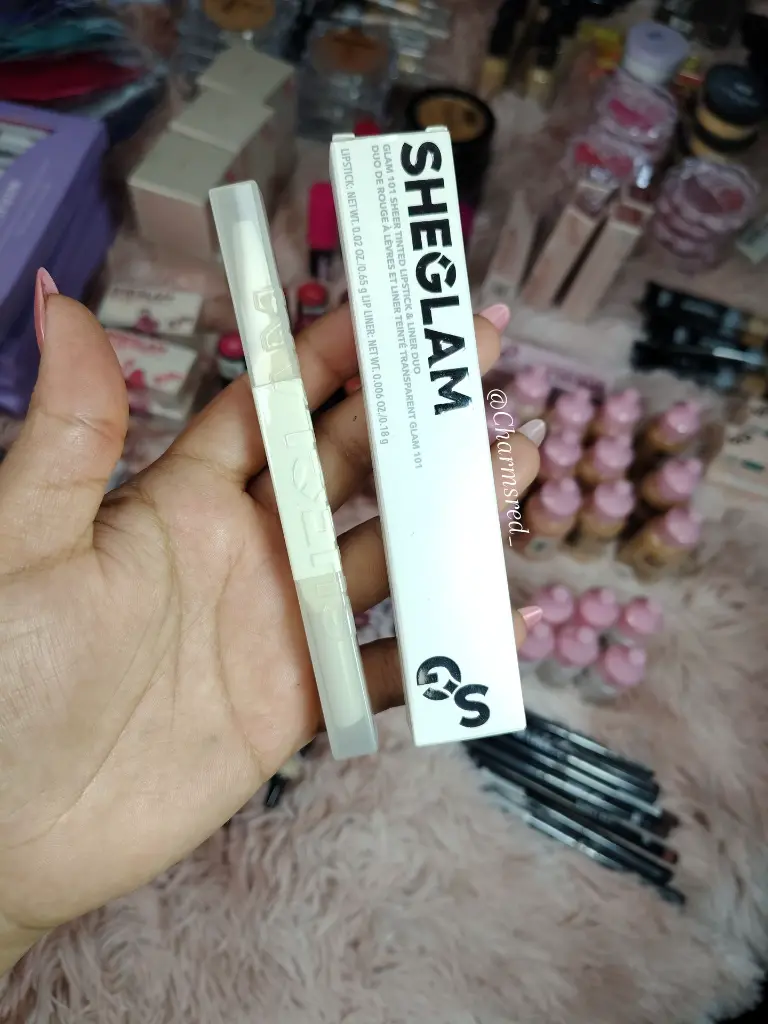 SHEGLAM
GLAM 101 SHEER TINTED LIPSTICK & LINER DUO
DUO DE ROUGE À LÈVRES ET LINER TEINTÉ TRANSPARENT GLAM 101
LIPSTICK: NET WT. 0.02 OZ./0.65 g LIP LINER: NET WT. 0.006 OZ./0.18 g
SG
@Charmsred_